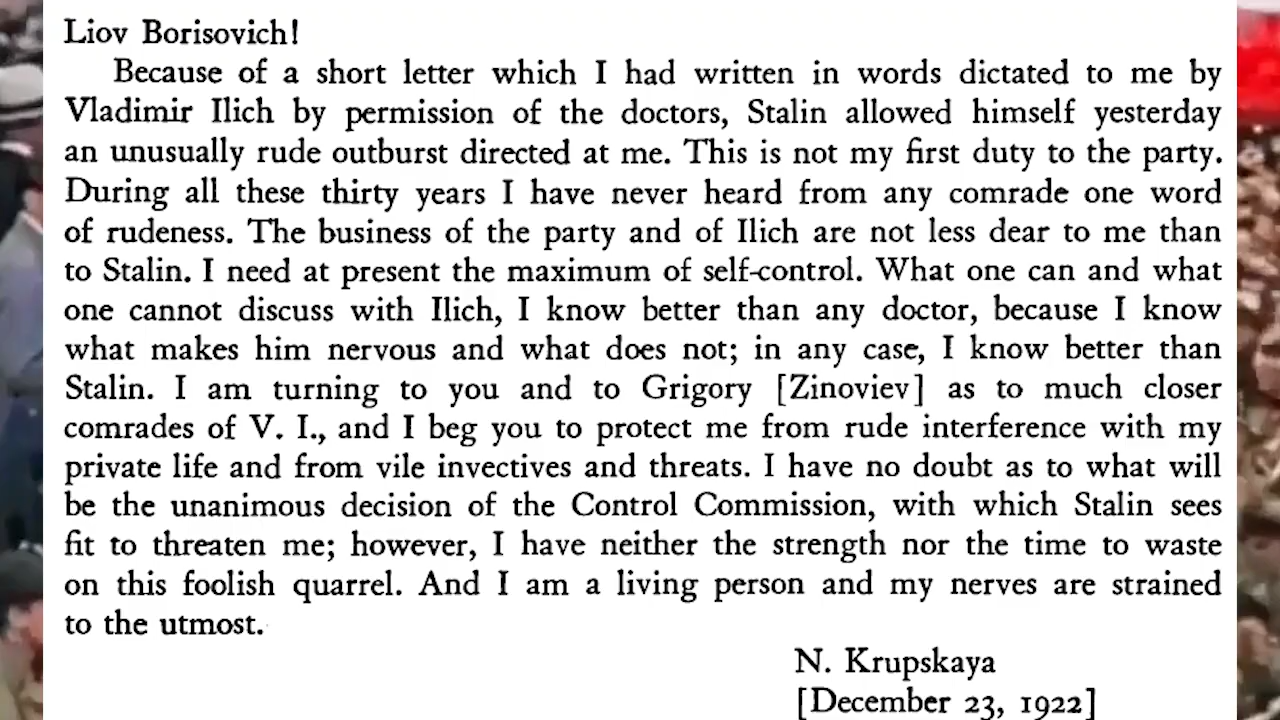 Liov Borisovich!
Because of a short letter which I had written in words dictated to me by
Vladimir Ilich by permission of the doctors, Stalin allowed himself yesterday
an unusually rude outburst directed at me. This is not my first duty to the party.
During all these thirty years I have never heard from any comrade one word
of rudeness. The business of the party and of Ilich are not less dear to me than
to Stalin. I need at present the maximum of self-control. What one can and what
one cannot discuss with Ilich, I know better than any doctor, because I know
what makes him nervous and what does not; in any case, I know better than
Stalin. I am turning to you and to Grigory [Zinoviev] as to much closer
comrades of V. I., and I beg you to protect me from rude interference with my
private life and from vile invectives and threats. I have no doubt as to what will
be the unanimous decision of the Control Commission, with which Stalin sees
fit to threaten me; however, I have neither the strength nor the time to waste
on this foolish quarrel. And I am a living person and my nerves are strained
to the utmost.
N. Krupskaya
[December 23, 1922]